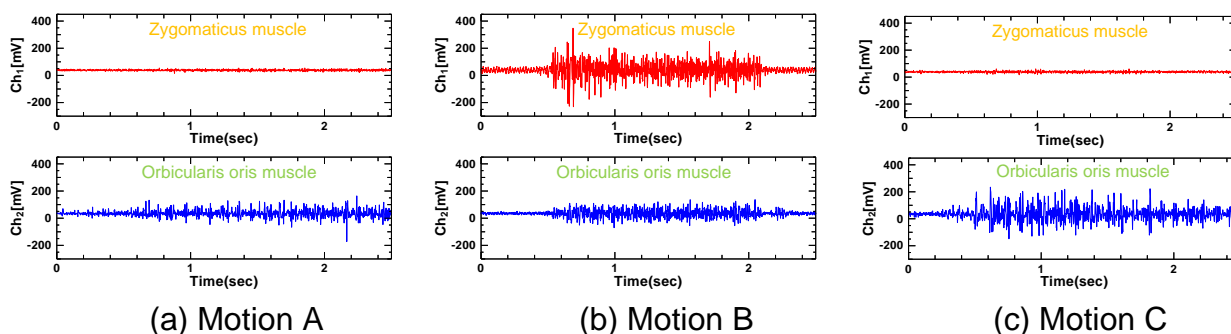 Zygomaticus muscle
Ch1[mV]
400
200
0
-200
0
1
2
Time(sec)
Orbicularis oris muscle
Ch2[mV]
400
200
0
-200
0
1
2
Time(sec)
(a) Motion A
Zygomaticus muscle
Ch1[mV]
400
200
0
-200
0
1
2
Time(sec)
Orbicularis oris muscle
Ch2[mV]
400
200
0
-200
0
1
2
Time(sec)
(b) Motion B
Zygomaticus muscle
Ch1[mV]
400
200
0
-200
0
1
2
Time(sec)
Orbicularis oris muscle
Ch2[mV]
400
200
0
-200
0
1
2
Time(sec)
(c) Motion C